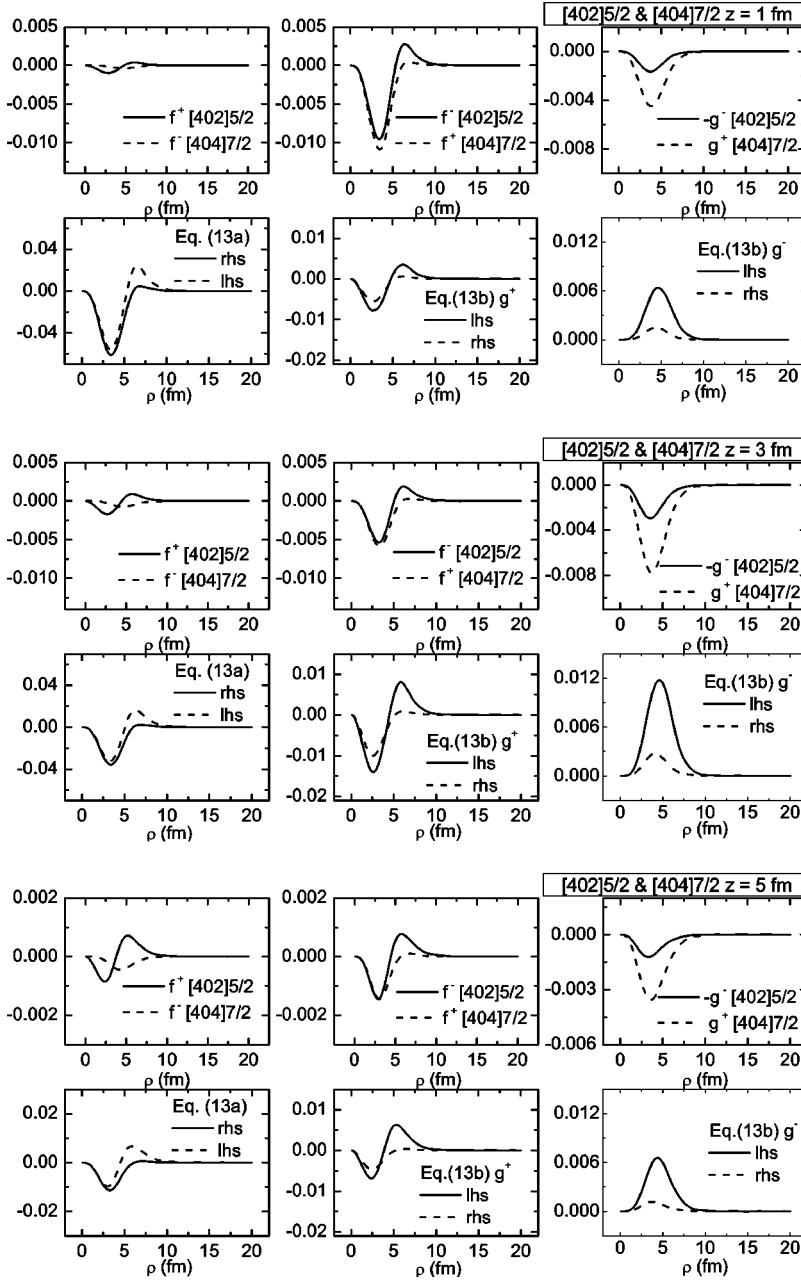 [402]5/2 & [404]7/2 z = 1 fm
0.005
0.000
-0.005
-0.010
f⁺ [402]5/2
f⁻ [404]7/2
0 5 10 15 20
ρ (fm)
0.005
0.000
-0.005
-0.010
f⁻ [402]5/2
f⁺ [404]7/2
0 5 10 15 20
ρ (fm)
0.000
-0.004
-0.008
-g⁻ [402]5/2
g⁺ [404]7/2
0 5 10 15 20
ρ (fm)
0.04
0.00
-0.04
Eq. (13a)
rhs
lhs
0 5 10 15 20
ρ (fm)
0.01
0.00
-0.01
-0.02
Eq.(13b) g⁺
lhs
rhs
0 5 10 15 20
ρ (fm)
0.012
0.006
0.000
Eq.(13b) g⁻
lhs
rhs
0 5 10 15 20
ρ (fm)
[402]5/2 & [404]7/2 z = 3 fm
0.005
0.000
-0.005
-0.010
f⁺ [402]5/2
f⁻ [404]7/2
0 5 10 15 20
ρ (fm)
0.005
0.000
-0.005
-0.010
f⁻ [402]5/2
f⁺ [404]7/2
0 5 10 15 20
ρ (fm)
0.000
-0.004
-0.008
-g⁻ [402]5/2
g⁺ [404]7/2
0 5 10 15 20
ρ (fm)
0.04
0.00
-0.04
Eq. (13a)
rhs
lhs
0 5 10 15 20
ρ (fm)
0.01
0.00
-0.01
-0.02
Eq.(13b) g⁺
lhs
rhs
0 5 10 15 20
ρ (fm)
0.012
0.006
0.000
Eq.(13b) g⁻
lhs
rhs
0 5 10 15 20
ρ (fm)
[402]5/2 & [404]7/2 z = 5 fm
0.002
0.000
-0.002
f⁺ [402]5/2
f⁻ [404]7/2
0 5 10 15 20
ρ (fm)
0.002
0.000
-0.002
f⁻ [402]5/2
f⁺ [404]7/2
0 5 10 15 20
ρ (fm)
0.000
-0.003
-0.006
-g⁻ [402]5/2
g⁺ [404]7/2
0 5 10 15 20
ρ (fm)
0.02
0.00
-0.02
Eq. (13a)
rhs
lhs
0 5 10 15 20
ρ (fm)
0.01
0.00
-0.01
-0.02
Eq.(13b) g⁺
lhs
rhs
0 5 10 15 20
ρ (fm)
0.012
0.006
0.000
Eq.(13b) g⁻
lhs
rhs
0 5 10 15 20
ρ (fm)